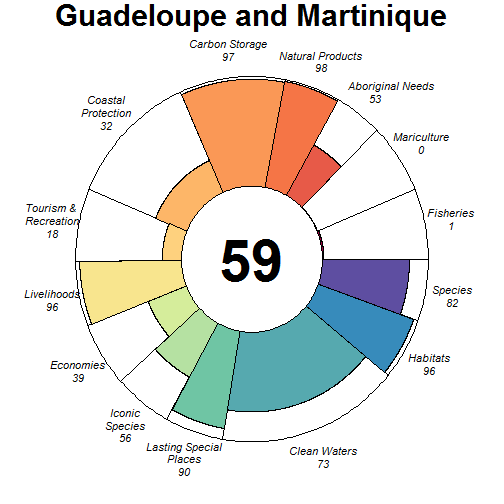 Guadeloupe and Martinique
Carbon Storage
97
Natural Products
98
Aboriginal Needs
53
Mariculture
0
Fisheries
1
Species
82
Habitats
96
Clean Waters
73
Lasting Special
Places
90
Iconic
Species
56
Economies
39
Livelihoods
96
Tourism &
Recreation
18
Coastal
Protection
32
59